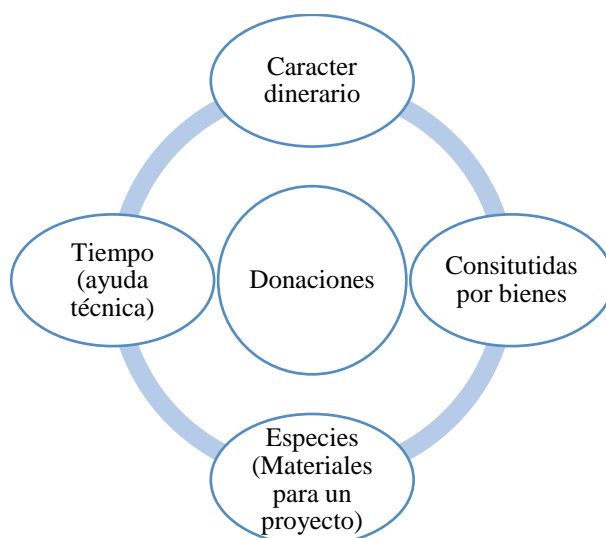 Caracter
dinerario
Tiempo
(ayuda
técnica)
Donaciones
Consitutidas
por bienes
Especies
(Materiales
para un
proyecto)